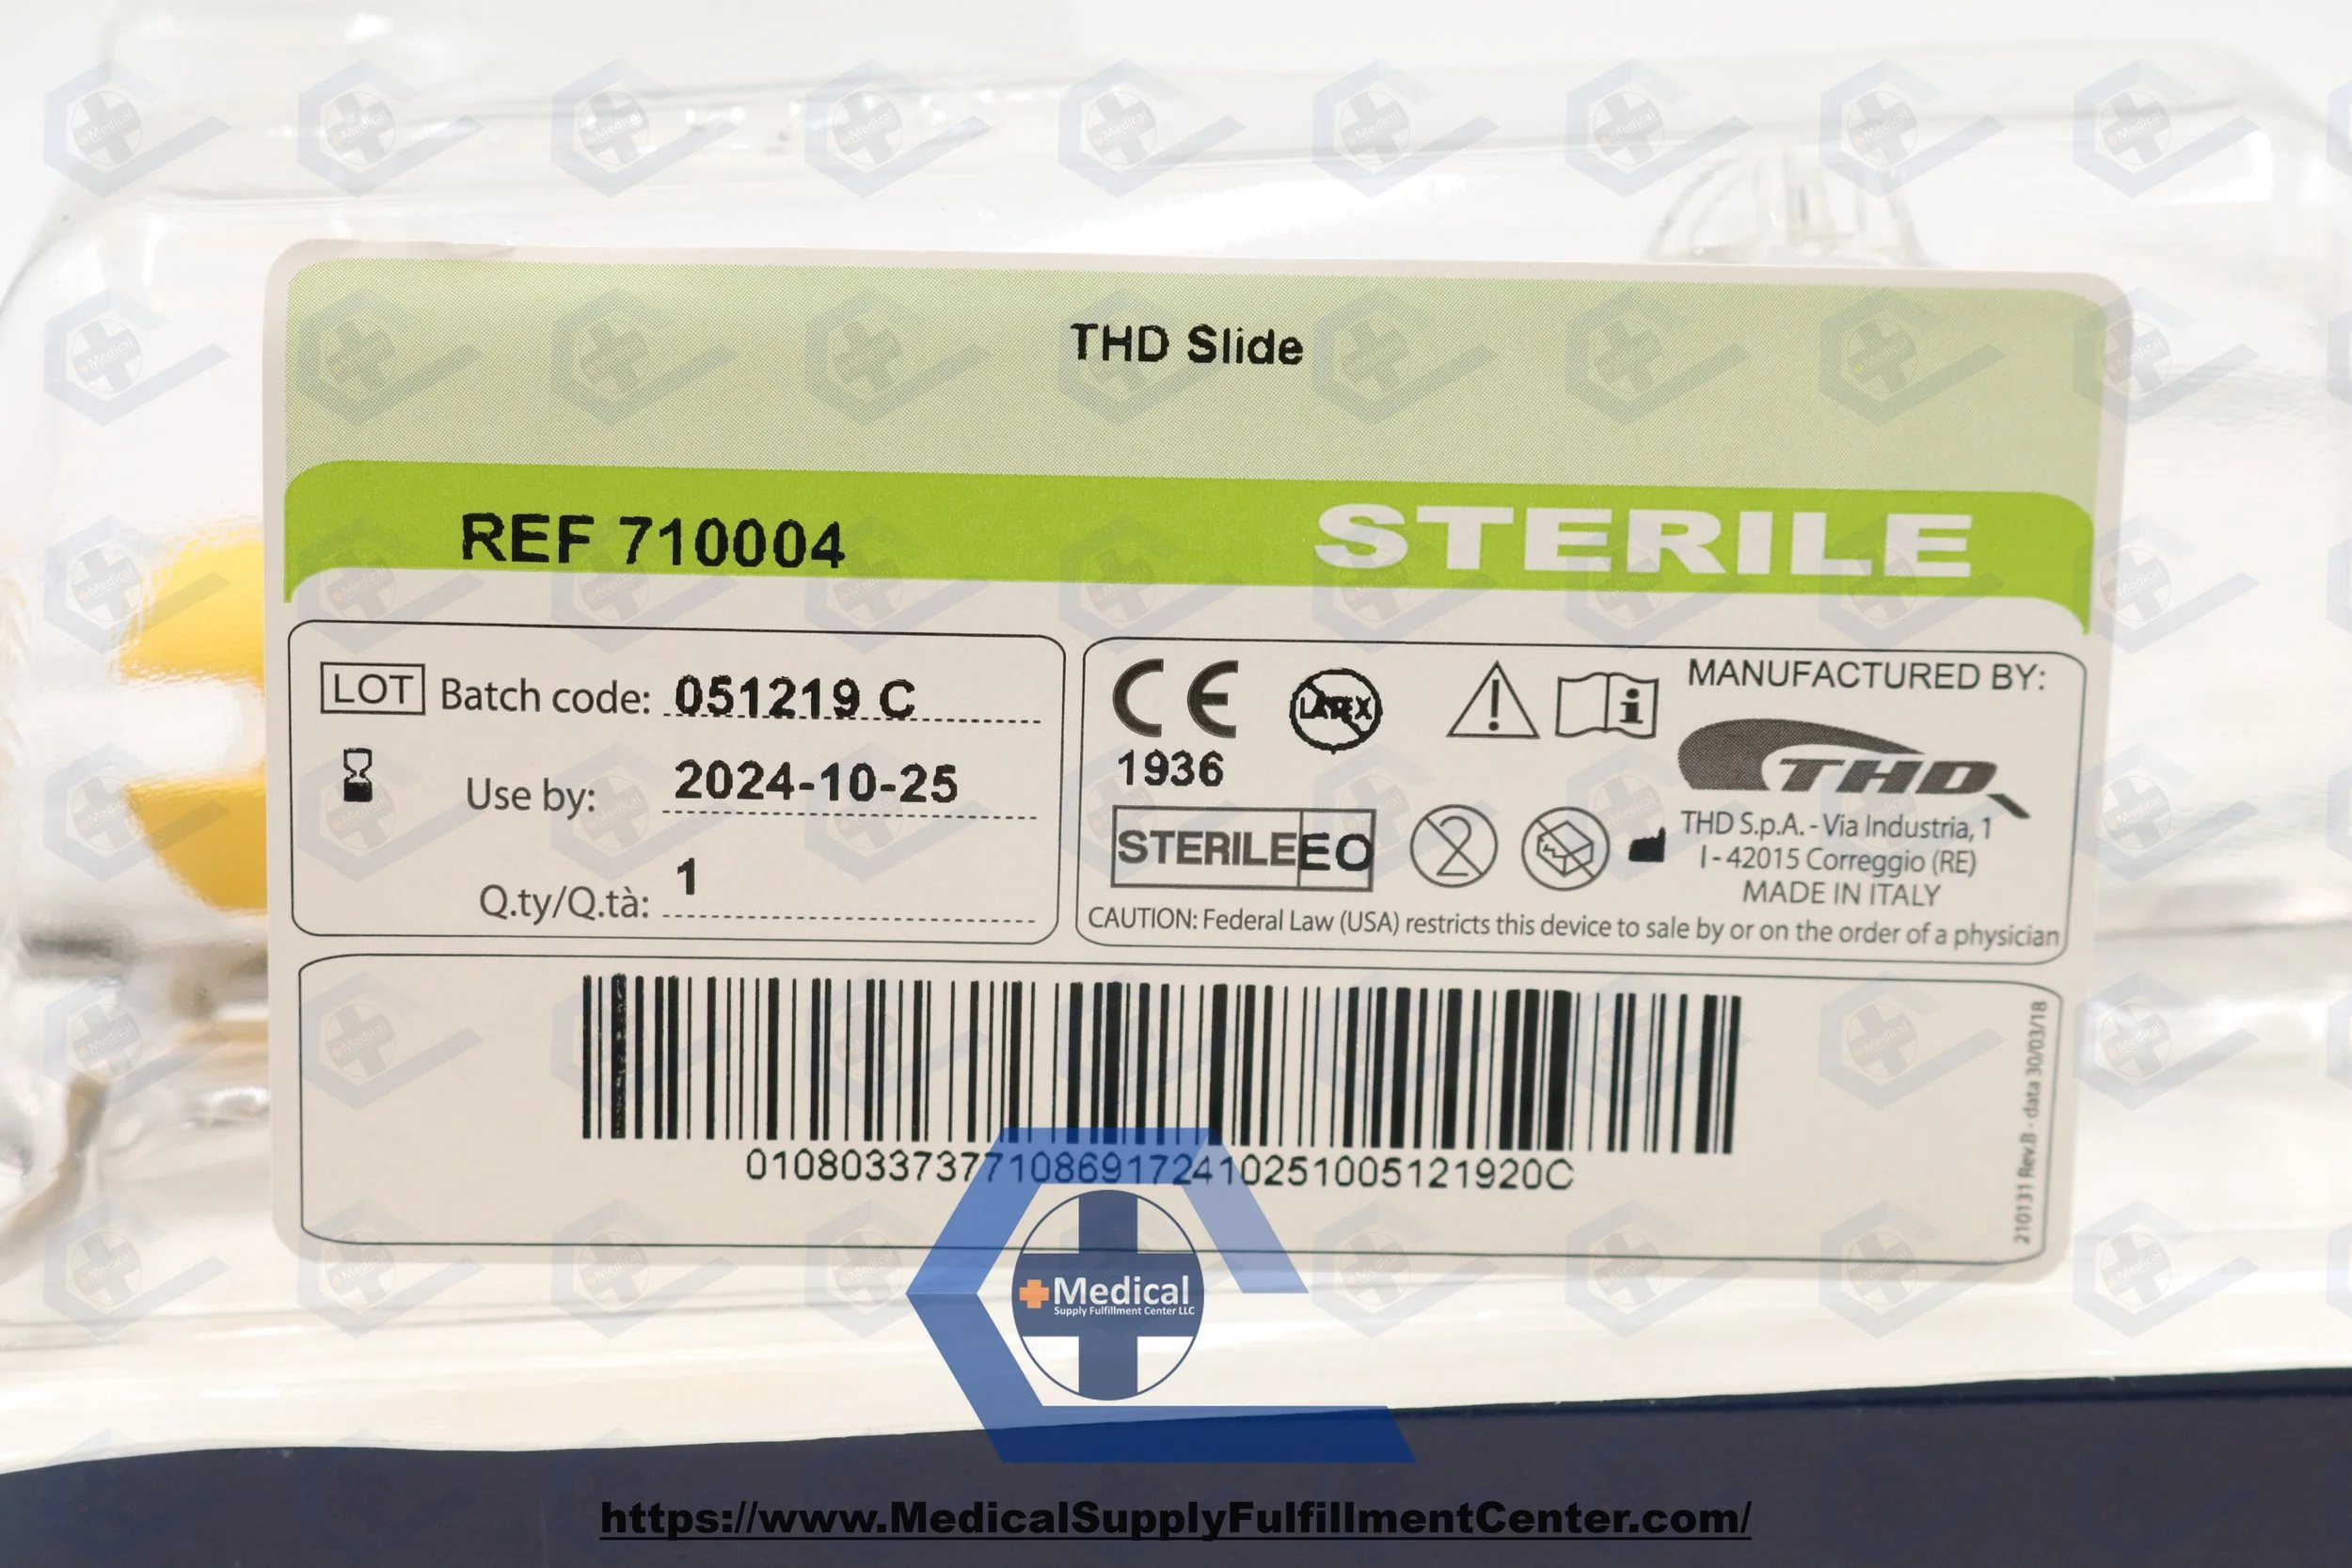 THD Slide
REF 710004
STERILE
LOT Batch code: 051219 C
Use by: 2024-10-25
Q.ty/Q.tà: 1
CE
1936
LATEX
STERILE EO
2
MANUFACTURED BY:
THD
THD S.p.A. - Via Industria, 1
I - 42015 Correggio (RE)
MADE IN ITALY
CAUTION: Federal Law (USA) restricts this device to sale by or on the order of a physician
0108033737710869172410251005121920C
210131 Rev.B - data 30/03/18
Medical
Supply Fulfillment Center LLC
https://www.MedicalSupplyFulfillmentCenter.com/